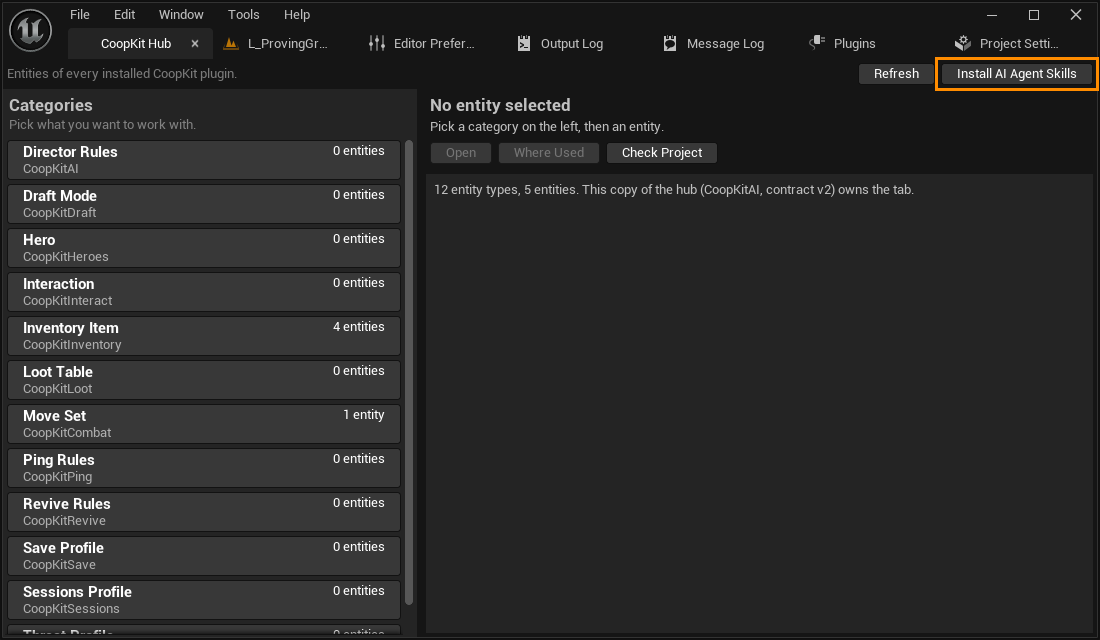 File Edit Window Tools Help
CoopKit Hub × L_ProvingGr... Editor Prefer... Output Log Message Log Plugins Project Setti...
Entities of every installed CoopKit plugin. Refresh Install AI Agent Skills
Categories
Pick what you want to work with.
Director Rules 0 entities
CoopKitAI
Draft Mode 0 entities
CoopKitDraft
Hero 0 entities
CoopKitHeroes
Interaction 0 entities
CoopKitInteract
Inventory Item 4 entities
CoopKitInventory
Loot Table 0 entities
CoopKitLoot
Move Set 1 entity
CoopKitCombat
Ping Rules 0 entities
CoopKitPing
Revive Rules 0 entities
CoopKitRevive
Save Profile 0 entities
CoopKitSave
Sessions Profile 0 entities
CoopKitSessions
Threat Profile 0 entities
No entity selected
Pick a category on the left, then an entity.
Open Where Used Check Project
12 entity types, 5 entities. This copy of the hub (CoopKitAI, contract v2) owns the tab.